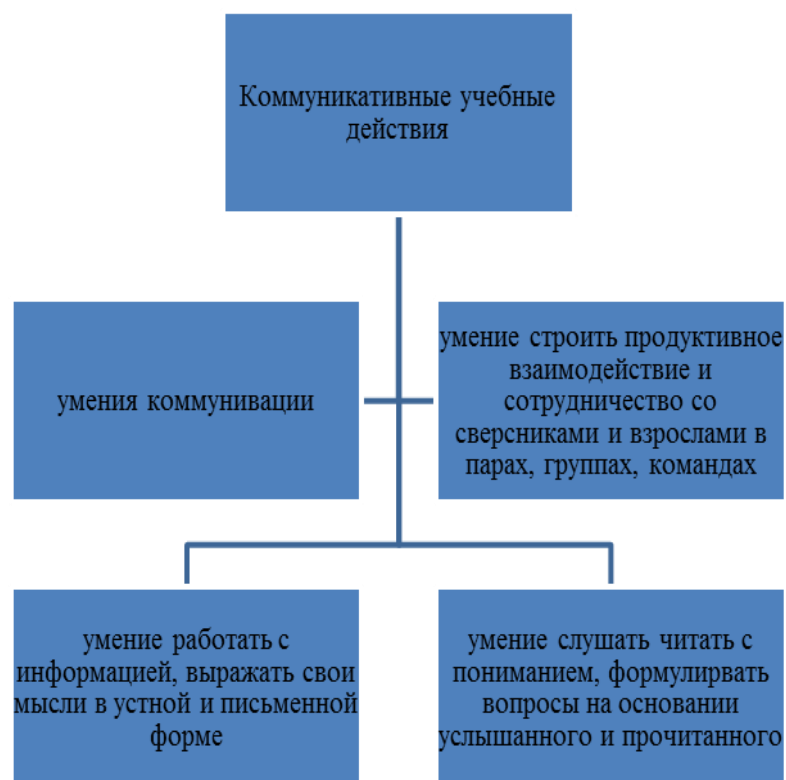 Коммуникативные учебные
действия
умения коммунивации
умение строить продуктивное
взаимодействие и
сотрудничество со
сверсниками и взрослами в
парах, группах, командах
умение работать с
информацией, выражать свои
мысли в устной и письменной
форме
умение слушать читать с
пониманием, формулирвать
вопросы на основании
услышанного и прочитанного